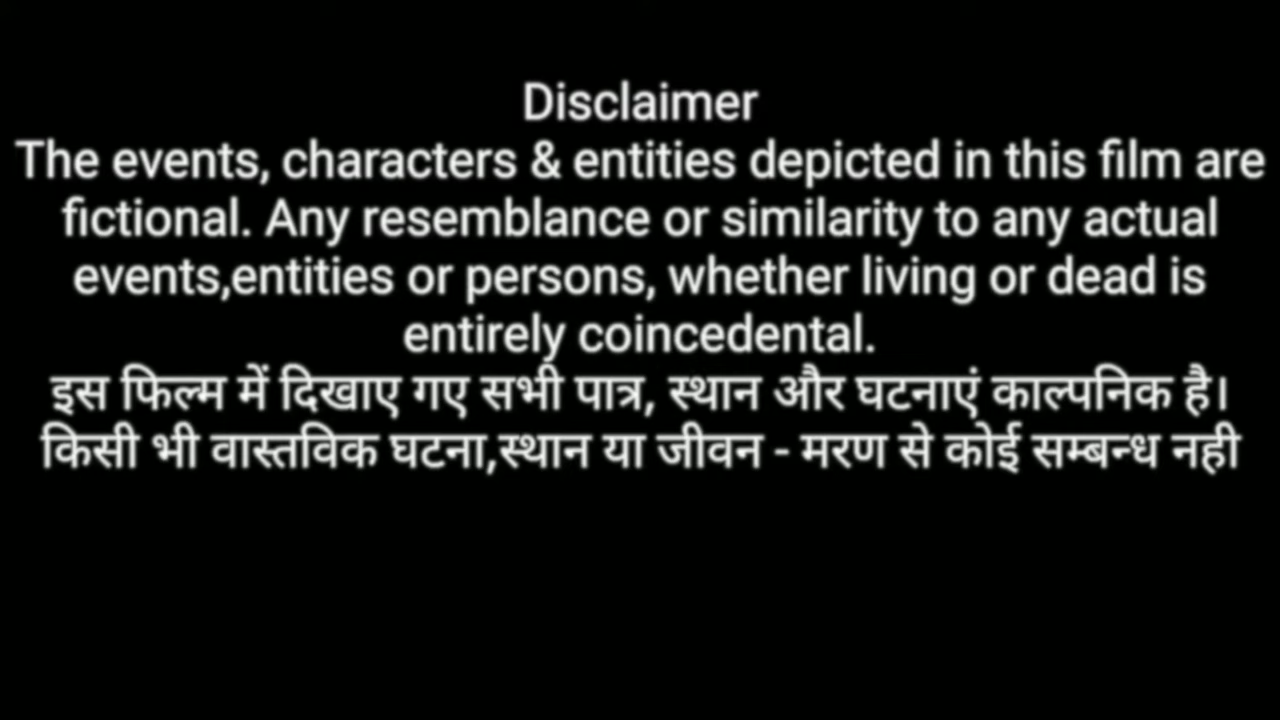 Disclaimer
The events, characters & entities depicted in this film are
fictional. Any resemblance or similarity to any actual
events,entities or persons, whether living or dead is
entirely coincedental.
इस फिल्म में दिखाए गए सभी पात्र, स्थान और घटनाएं काल्पनिक है।
किसी भी वास्तविक घटना,स्थान या जीवन - मरण से कोई सम्बन्ध नही